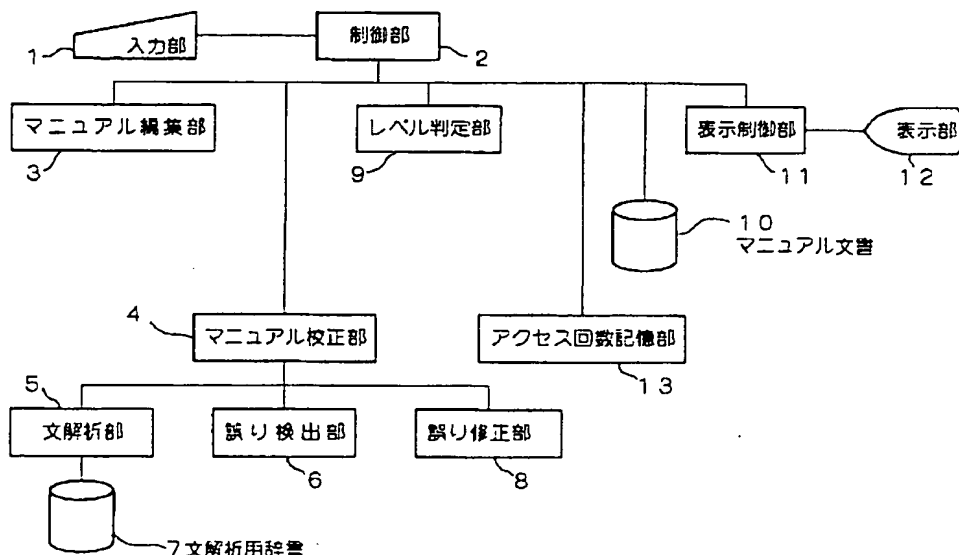 入力部
1
制御部
2
マニュアル編集部
3
レベル判定部
9
表示制御部
11
表示部
12
10
マニュアル文書
4
マニュアル校正部
アクセス回数記憶部
13
5
文解析部
誤り検出部
6
誤り修正部
8
7文解析用辞書